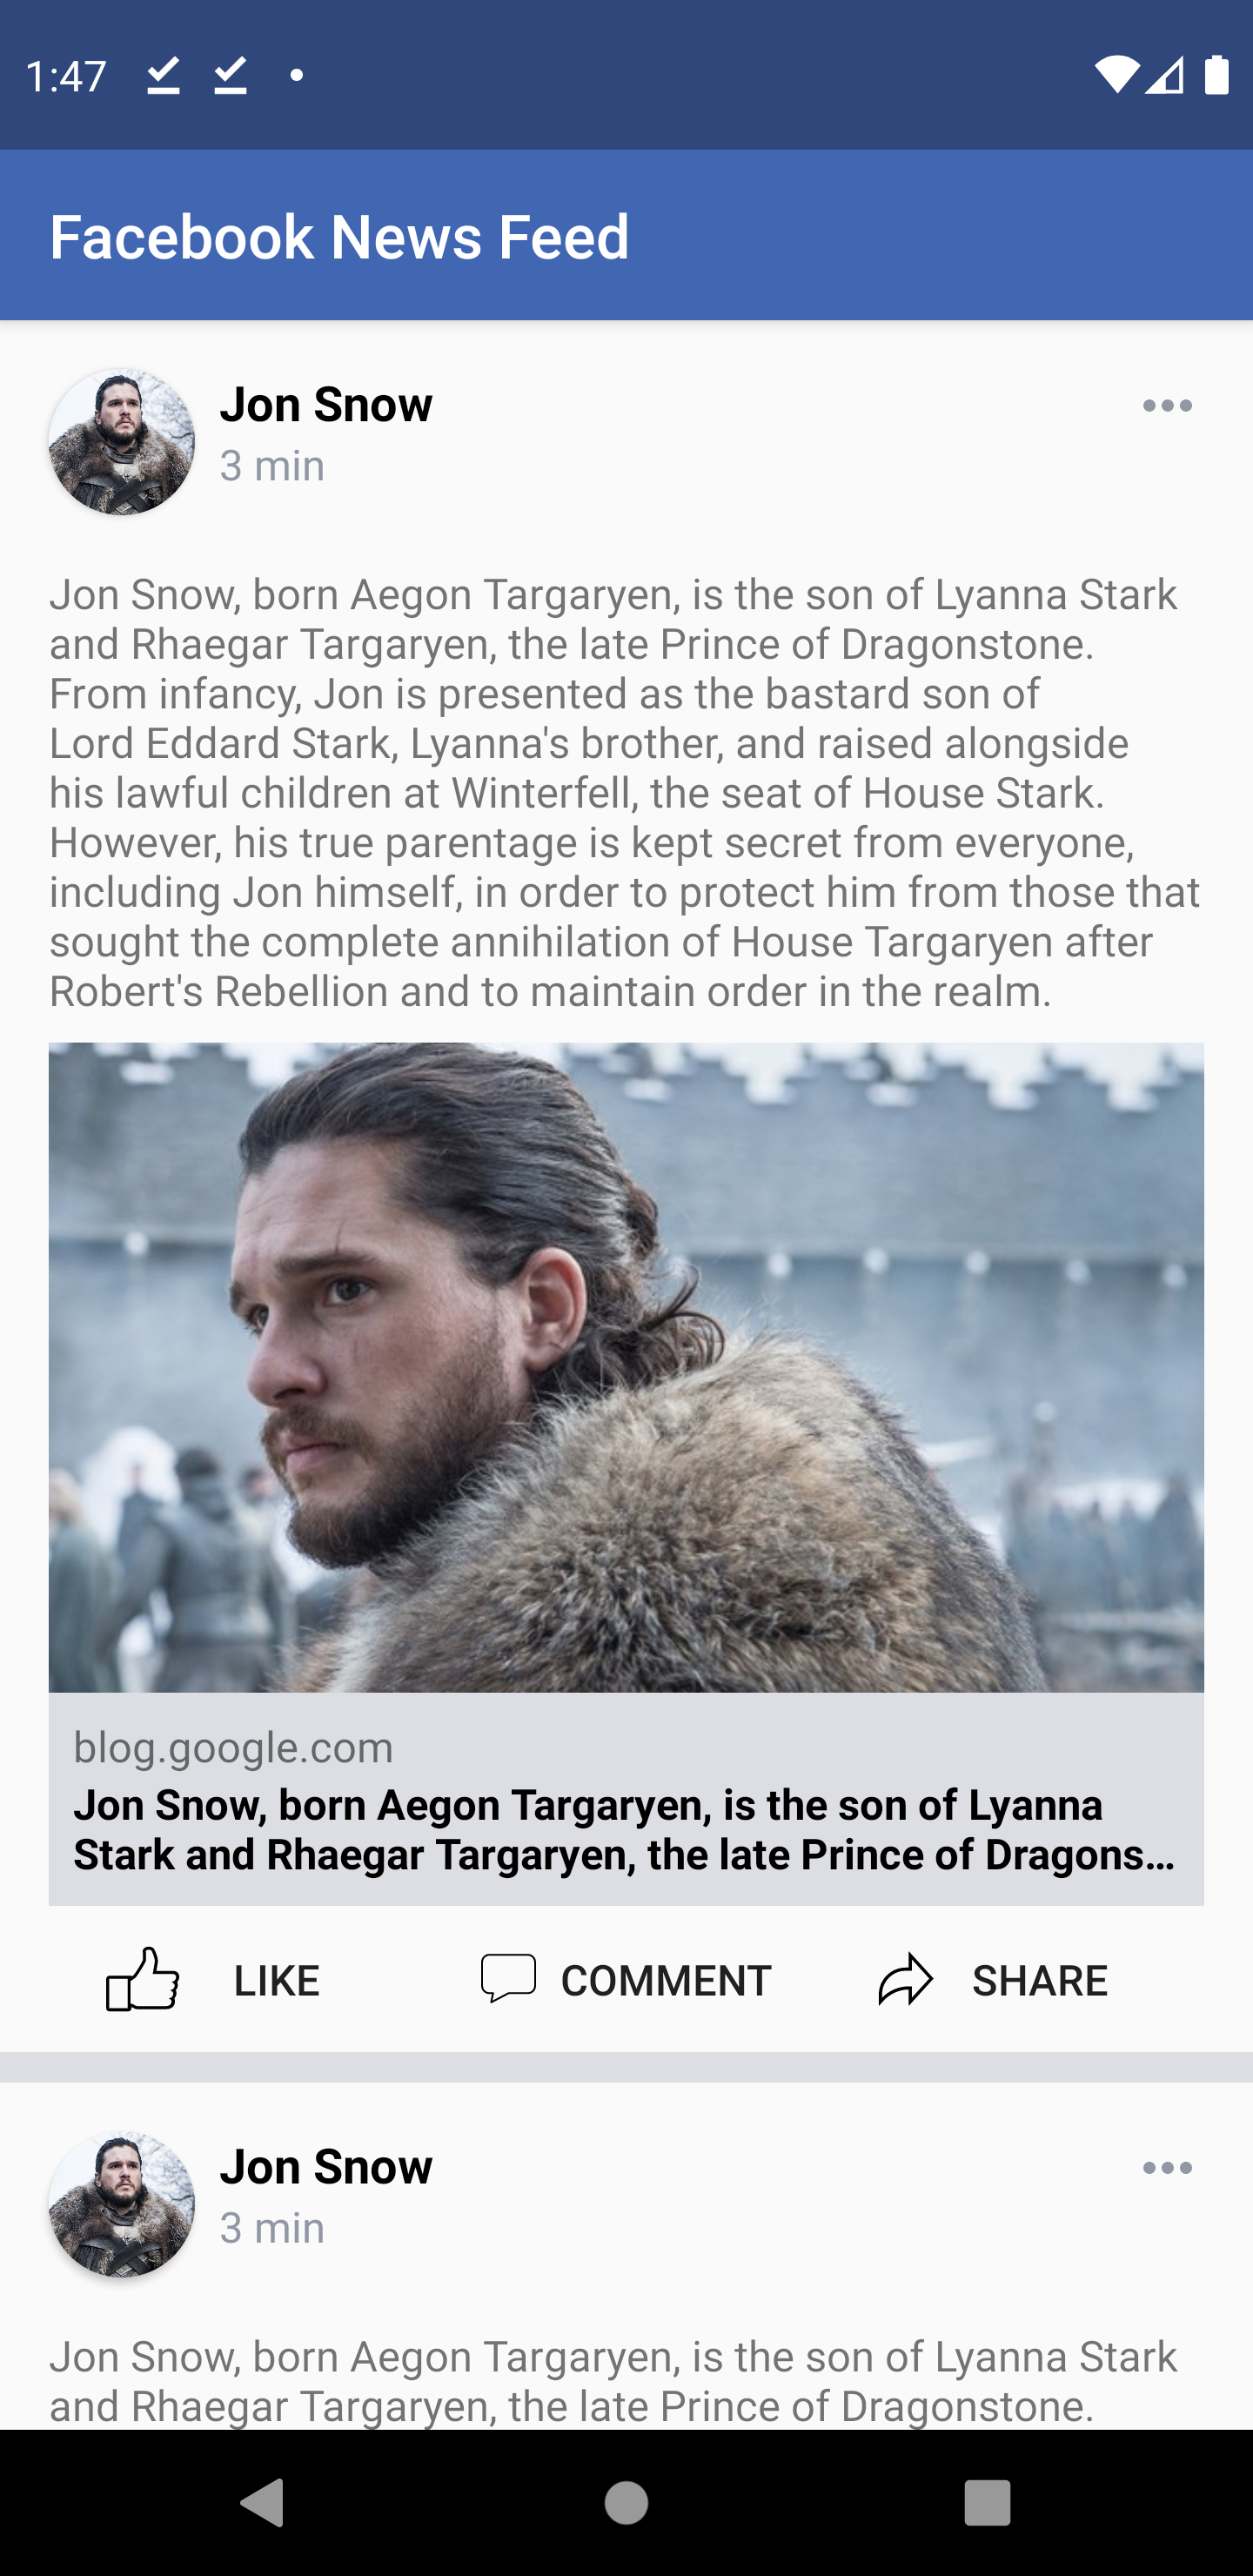 1:47
Facebook News Feed
Jon Snow
3 min
Jon Snow, born Aegon Targaryen, is the son of Lyanna Stark
and Rhaegar Targaryen, the late Prince of Dragonstone.
From infancy, Jon is presented as the bastard son of
Lord Eddard Stark, Lyanna's brother, and raised alongside
his lawful children at Winterfell, the seat of House Stark.
However, his true parentage is kept secret from everyone,
including Jon himself, in order to protect him from those that
sought the complete annihilation of House Targaryen after
Robert's Rebellion and to maintain order in the realm.
blog.google.com
Jon Snow, born Aegon Targaryen, is the son of Lyanna
Stark and Rhaegar Targaryen, the late Prince of Dragons...
LIKE COMMENT SHARE
Jon Snow
3 min
Jon Snow, born Aegon Targaryen, is the son of Lyanna Stark
and Rhaegar Targaryen, the late Prince of Dragonstone.